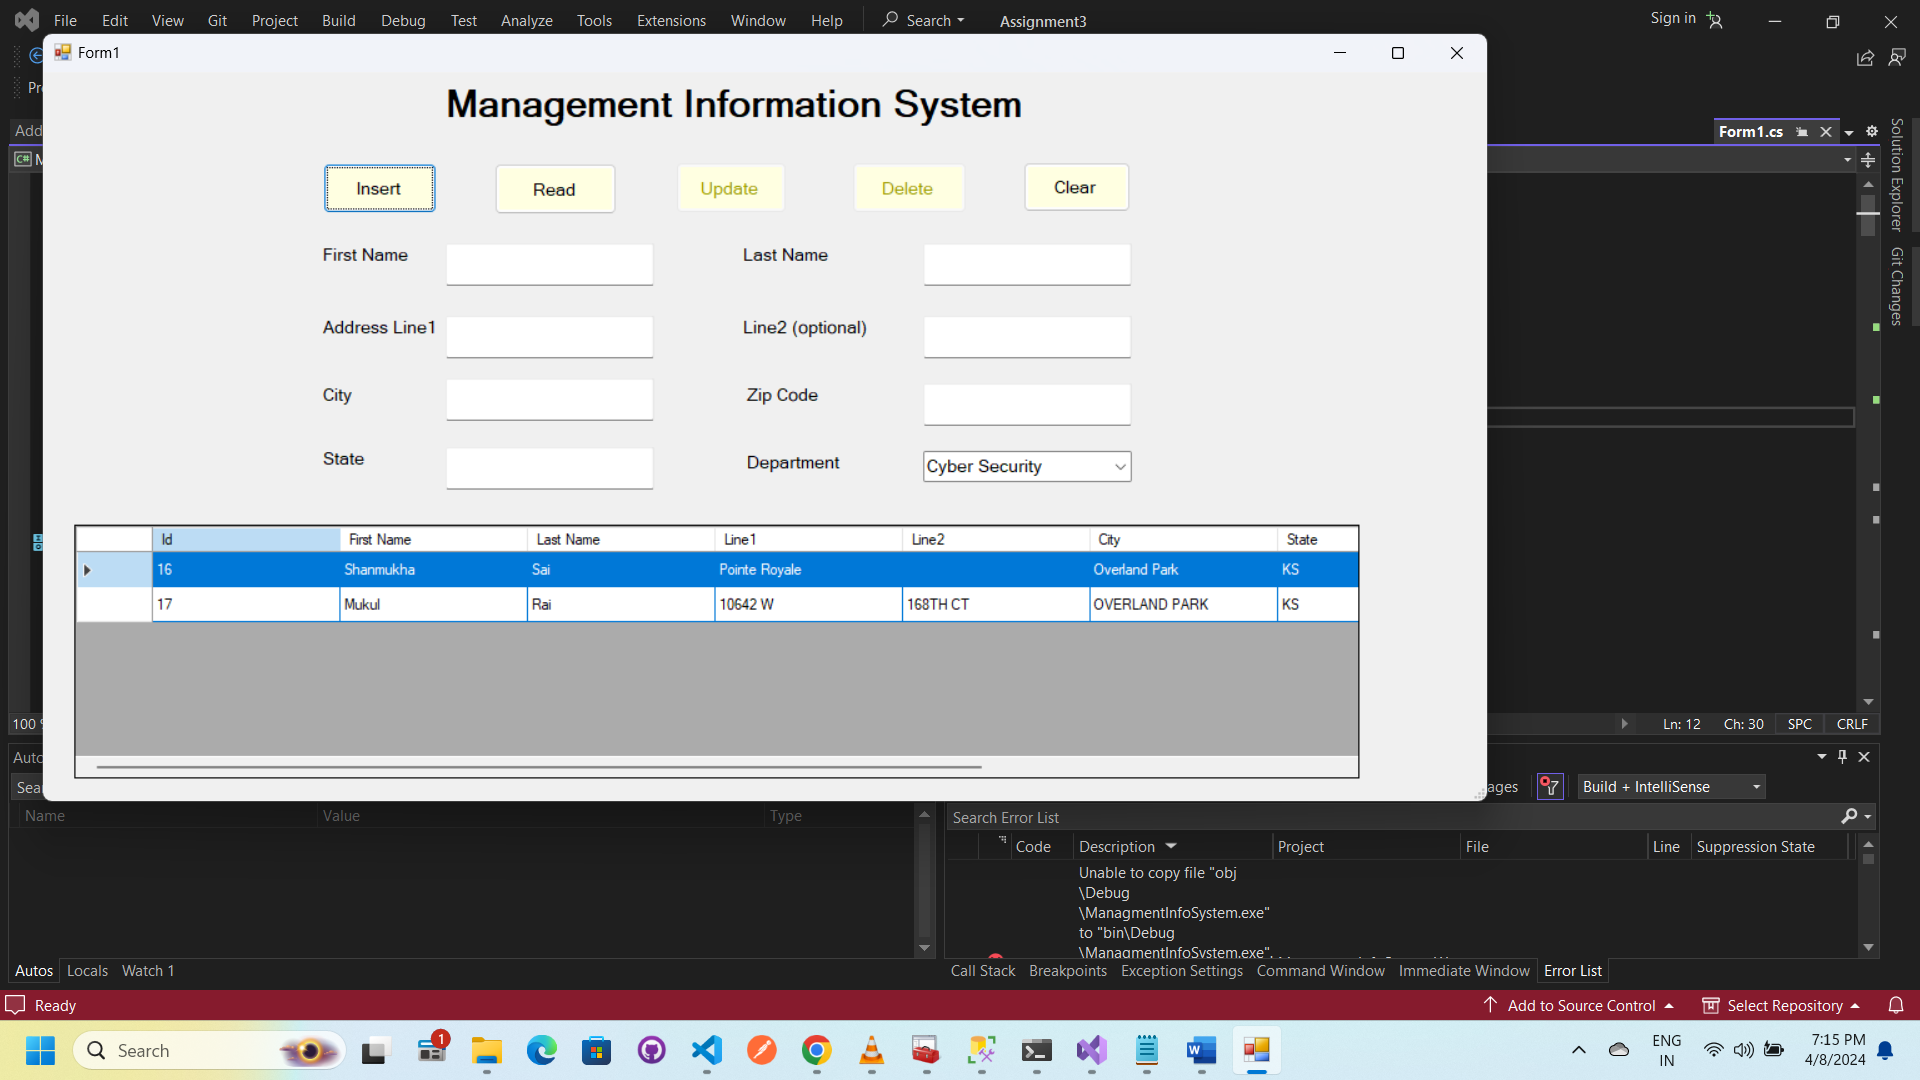 File Edit View Git Project Build Debug Test Analyze Tools Extensions Window Help Search Assignment3 Sign in
Form1
Management Information System
Add
Form1.cs
Insert Read Update Delete Clear
First Name Last Name
Address Line1 Line2 (optional)
City Zip Code
State Department Cyber Security
Id First Name Last Name Line1 Line2 City State
16 Shanmukha Sai Pointe Royale Overland Park KS
17 Mukul Rai 10642 W 168TH CT OVERLAND PARK KS
Solution Explorer
Git Changes
100 Ln: 12 Ch: 30 SPC CRLF
Build + IntelliSense
Name Value Type
Search Error List
Code Description Project File Line Suppression State
Unable to copy file "obj
\Debug
\ManagmentInfoSystem.exe"
to "bin\Debug
\ManagmentInfoSystem.exe".
Autos Locals Watch 1
Call Stack Breakpoints Exception Settings Command Window Immediate Window Error List
Ready Add to Source Control Select Repository
Search 1 ENG 7:15 PM
IN 4/8/2024